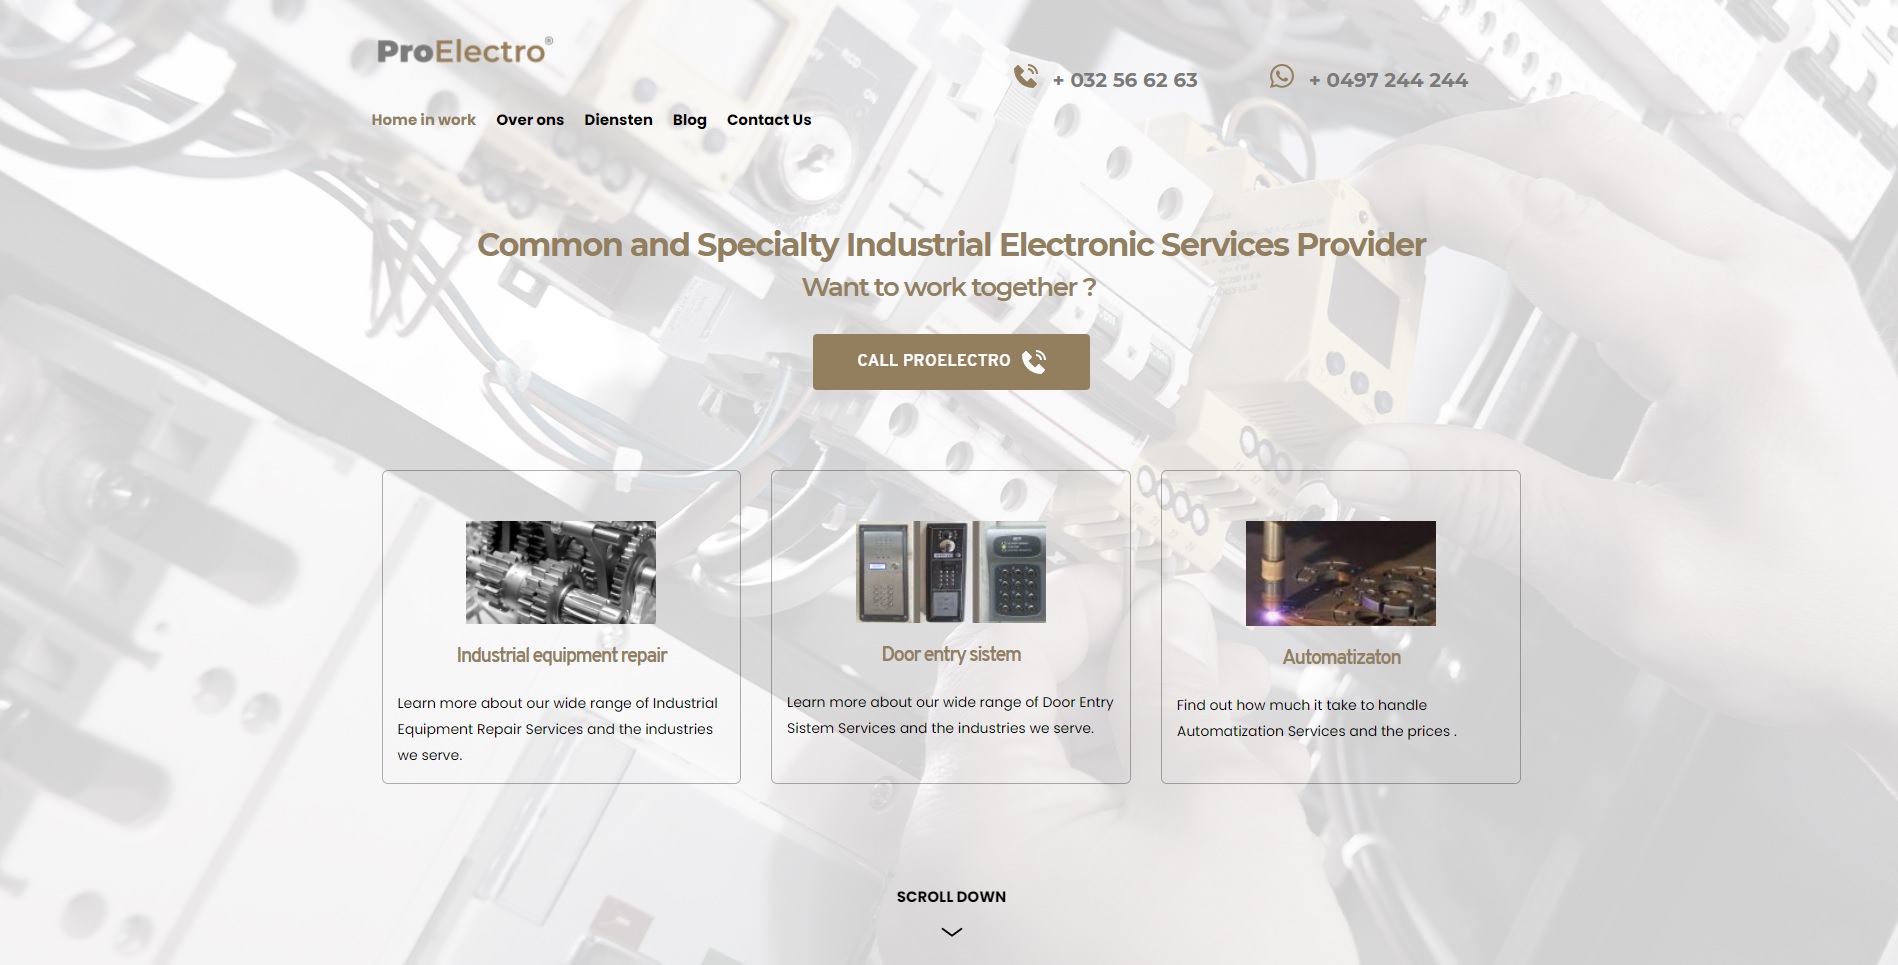 ProElectro®
+ 032 56 62 63
+ 0497 244 244
Home in work Over ons Diensten Blog Contact Us
Common and Specialty Industrial Electronic Services Provider
Want to work together ?
CALL PROELECTRO
Industrial equipment repair
Learn more about our wide range of Industrial
Equipment Repair Services and the industries
we serve.
Door entry sistem
Learn more about our wide range of Door Entry
Sistem Services and the industries we serve.
Automatizaton
Find out how much it take to handle
Automatization Services and the prices .
SCROLL DOWN